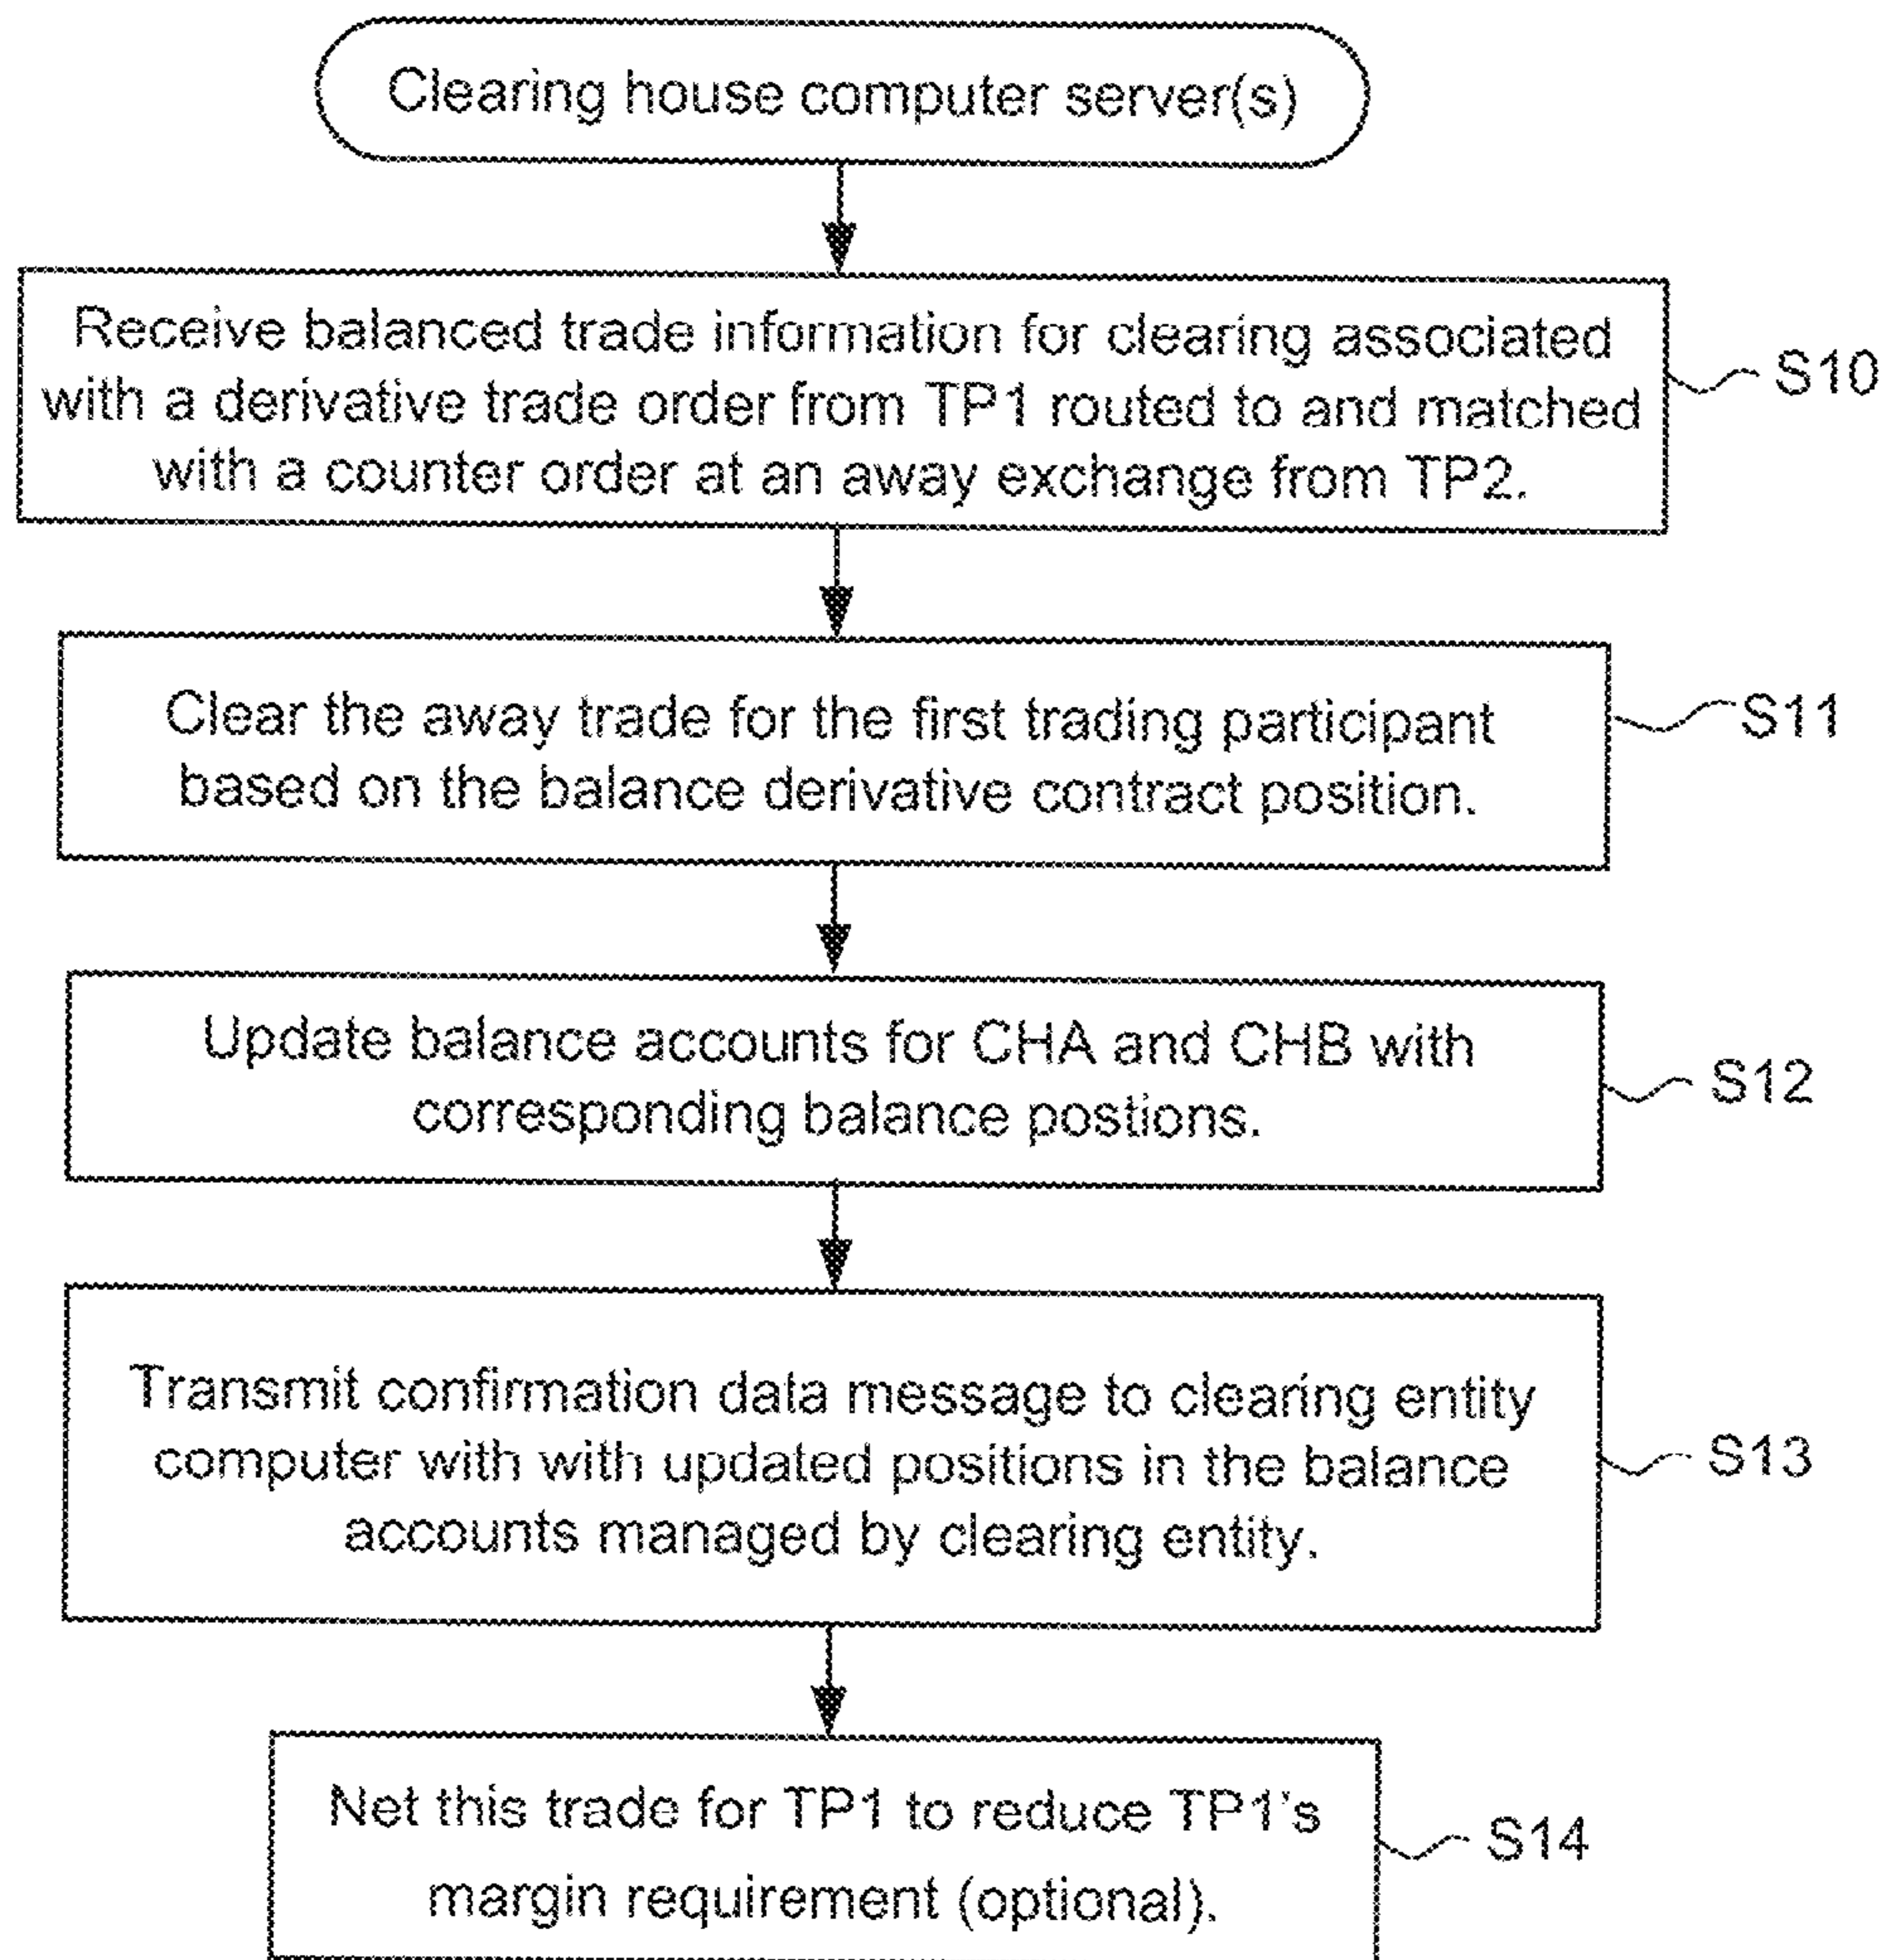 Clearing house computer server(s)
Receive balanced trade information for clearing associated
with a derivative trade order from TP1 routed to and matched
with a counter order at an away exchange from TP2.
S10
Clear the away trade for the first trading participant
based on the balance derivative contract position.
S11
Update balance accounts for CHA and CHB with
corresponding balance postions.
S12
Transmit confirmation data message to clearing entity
computer with with updated positions in the balance
accounts managed by clearing entity.
S13
Net this trade for TP1 to reduce TP1's
margin requirement (optional).
S14